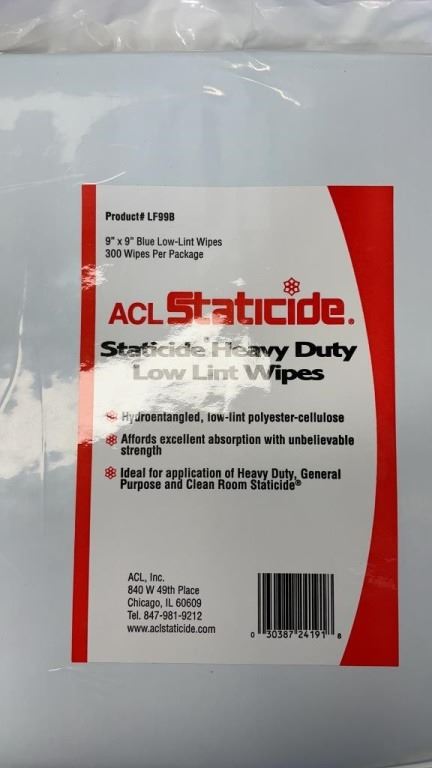 Product# LF99B
9" x 9" Blue Low-Lint Wipes
300 Wipes Per Package
ACL Staticide®
Staticide® Heavy Duty
Low Lint Wipes
Hydroentangled, low-lint polyester-cellulose
Affords excellent absorption with unbelievable
strength
Ideal for application of Heavy Duty, General
Purpose and Clean Room Staticide®
ACL, Inc.
840 W 49th Place
Chicago, IL 60609
Tel. 847-981-9212
www.aclstaticide.com
0 30387 24191 8